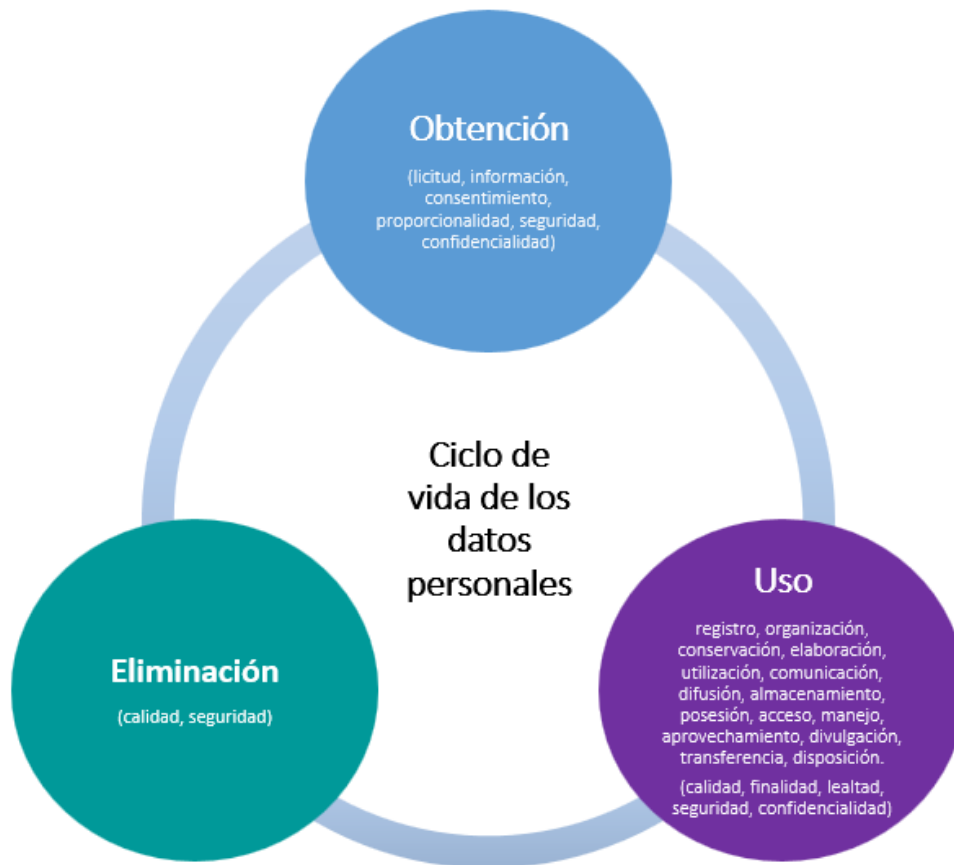 Obtención
(licitud, información,
consentimiento,
proporcionalidad, seguridad,
confidencialidad)
Ciclo de
vida de los
datos
personales
Uso
registro, organización,
conservación, elaboración,
utilización, comunicación,
difusión, almacenamiento,
posesión, acceso, manejo,
aprovechamiento, divulgación,
transferencia, disposición.
(calidad, finalidad, lealtad,
seguridad, confidencialidad)
Eliminación
(calidad, seguridad)